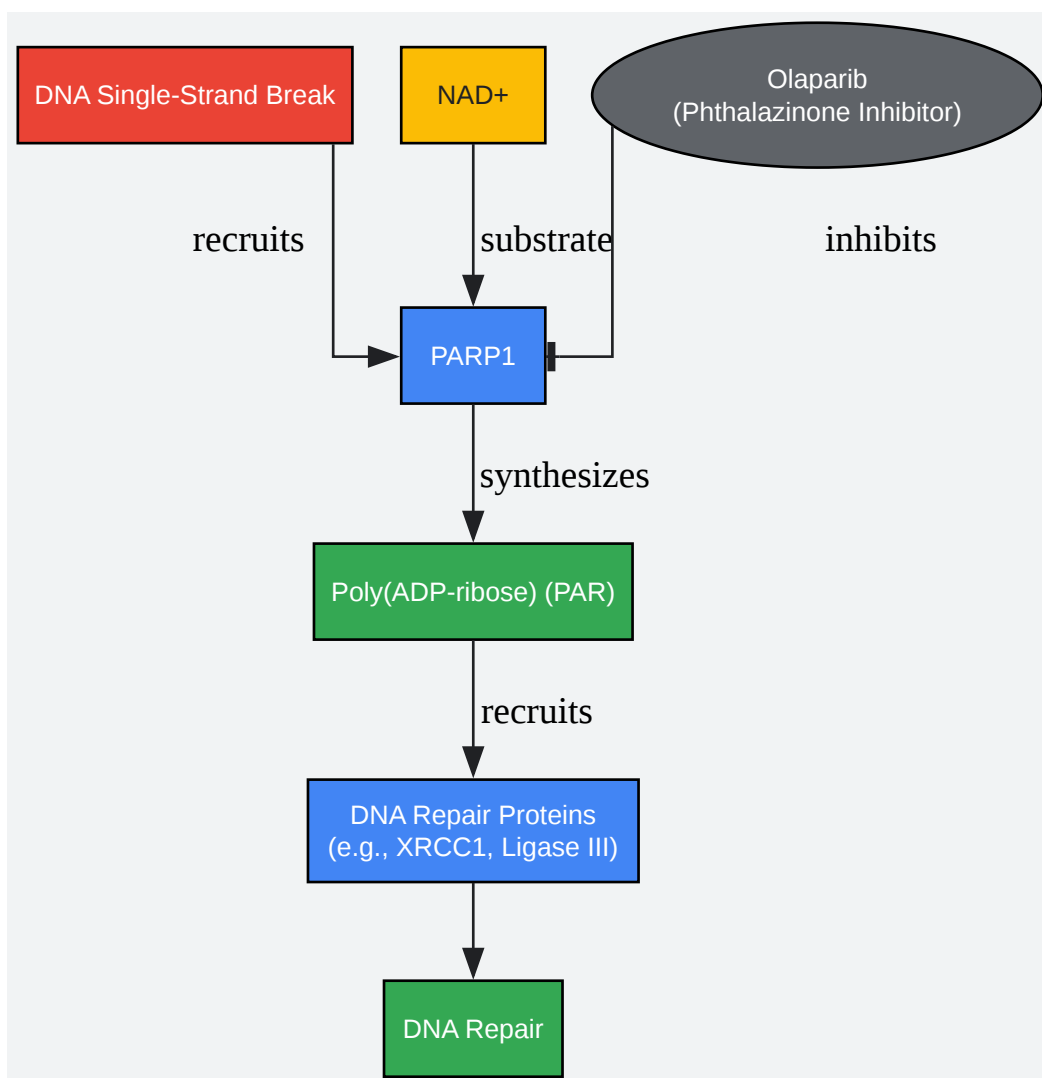 DNA Single-Strand Break
NAD+
Olaparib
(Phthalazinone Inhibitor)
recruits
substrate
inhibits
PARP1
synthesizes
Poly(ADP-ribose) (PAR)
recruits
DNA Repair Proteins
(e.g., XRCC1, Ligase III)
DNA Repair